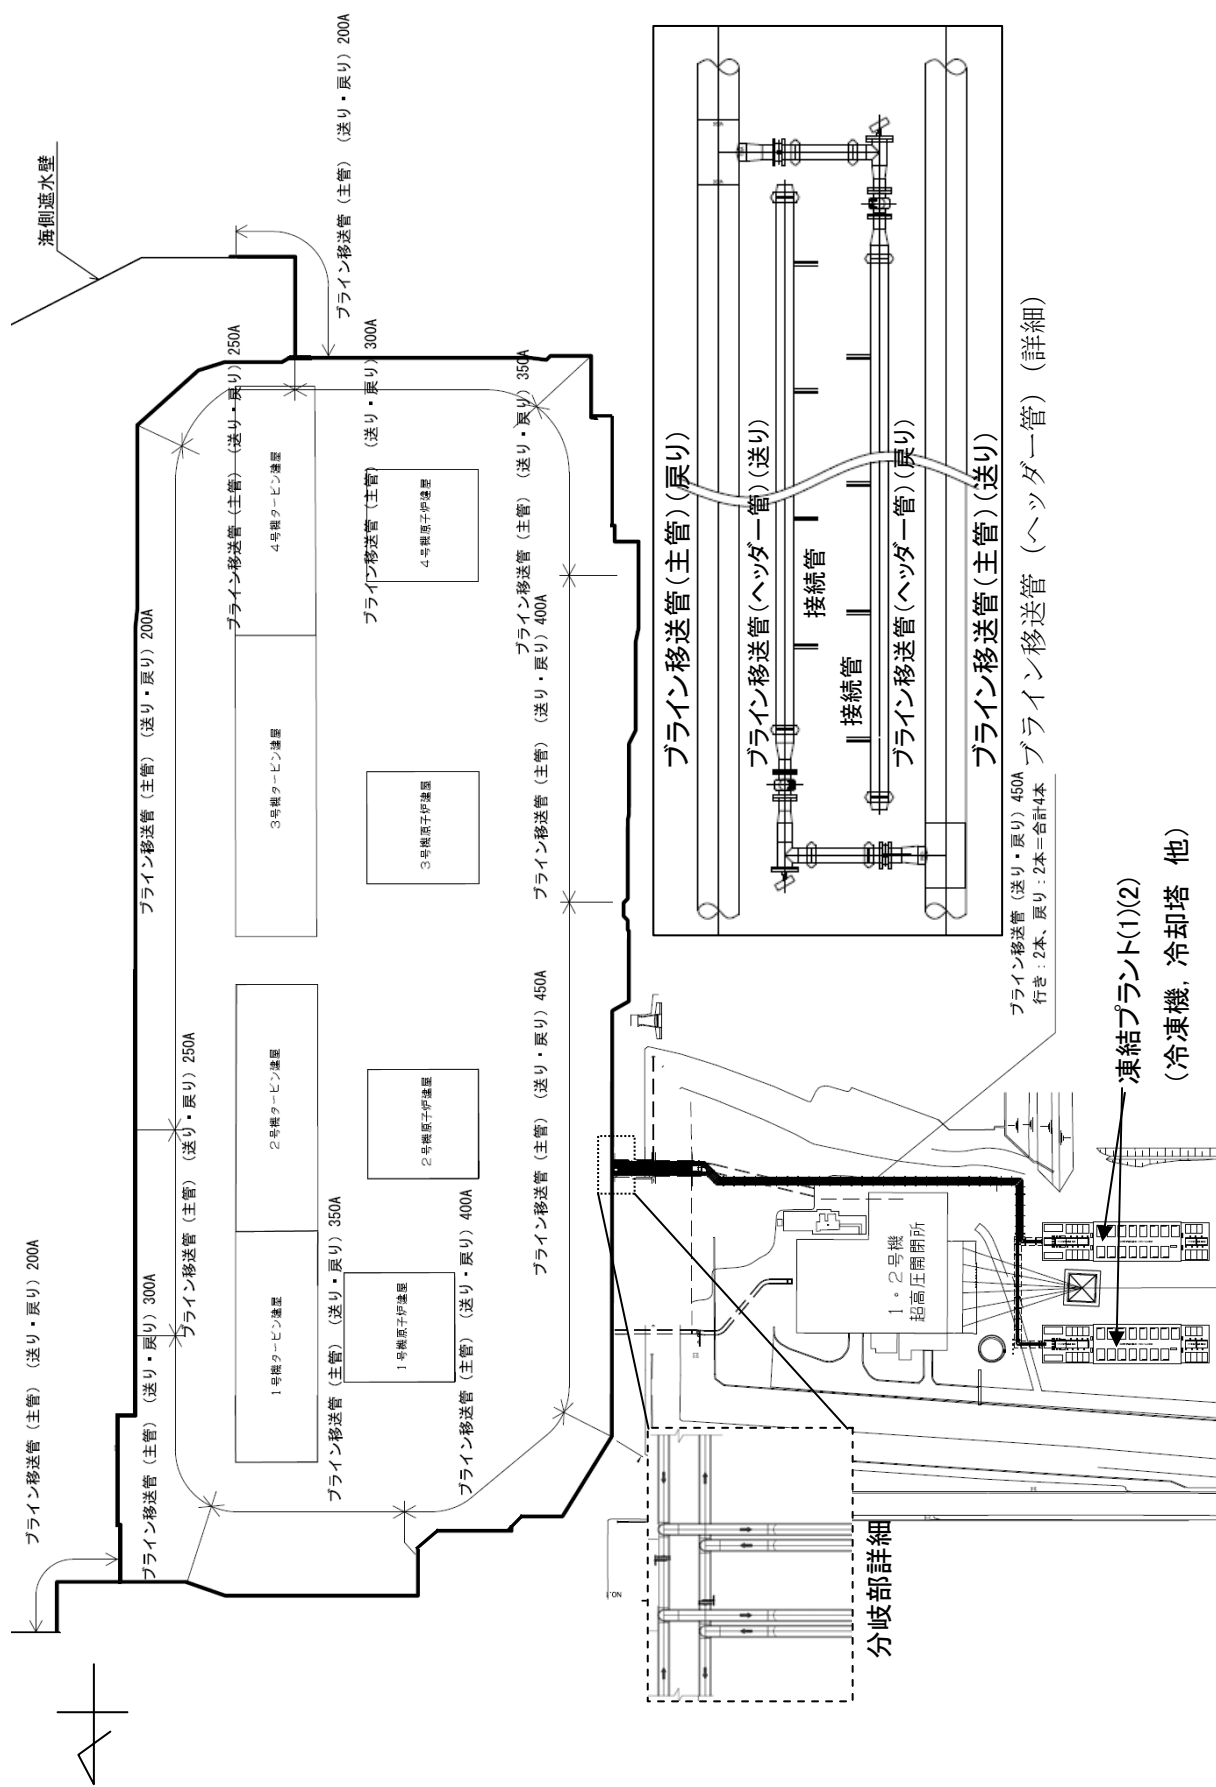 海側遮水壁
ブライン移送管（主管）（送り・戻り）200A
ブライン移送管（主管）（送り・戻り）250A
ブライン移送管（主管）（送り・戻り）300A
ブライン移送管（主管）（送り・戻り）350A
ブライン移送管（主管）（送り・戻り）400A
ブライン移送管（主管）（送り・戻り）200A
ブライン移送管（主管）（送り・戻り）450A
ブライン移送管（主管）（送り・戻り）250A
ブライン移送管（主管）（送り・戻り）200A
ブライン移送管（主管）（送り・戻り）300A
ブライン移送管（主管）（送り・戻り）350A
ブライン移送管（主管）（送り・戻り）400A
4号機タービン建屋
3号機タービン建屋
2号機タービン建屋
1号機タービン建屋
4号機原子炉建屋
3号機原子炉建屋
2号機原子炉建屋
1号機原子炉建屋
ブライン移送管(主管)(戻り)
ブライン移送管(ヘッダー管)(送り)
接続管
接続管
ブライン移送管(ヘッダー管)(戻り)
ブライン移送管(主管)(送り)
ブライン移送管（ヘッダー管）（詳細）
ブライン移送管（送り・戻り）450A
行き：2本、戻り：2本＝合計4本
凍結プラント(1)(2)
(冷凍機，冷却塔　他)
1・2号機
超高圧開閉所
分岐部詳細
NO.1